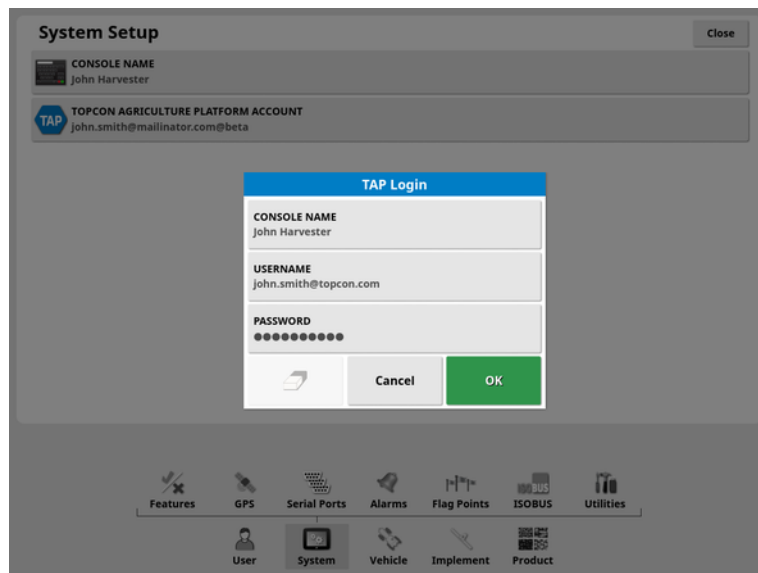 System Setup
Close
CONSOLE NAME
John Harvester
TAP
TOPCON AGRICULTURE PLATFORM ACCOUNT
john.smith@mailinator.com@beta
TAP Login
CONSOLE NAME
John Harvester
USERNAME
john.smith@topcon.com
PASSWORD
●●●●●●●●●●
Cancel
OK
ISOBUS
Features
GPS
Serial Ports
Alarms
Flag Points
ISOBUS
Utilities
User
System
Vehicle
Implement
Product